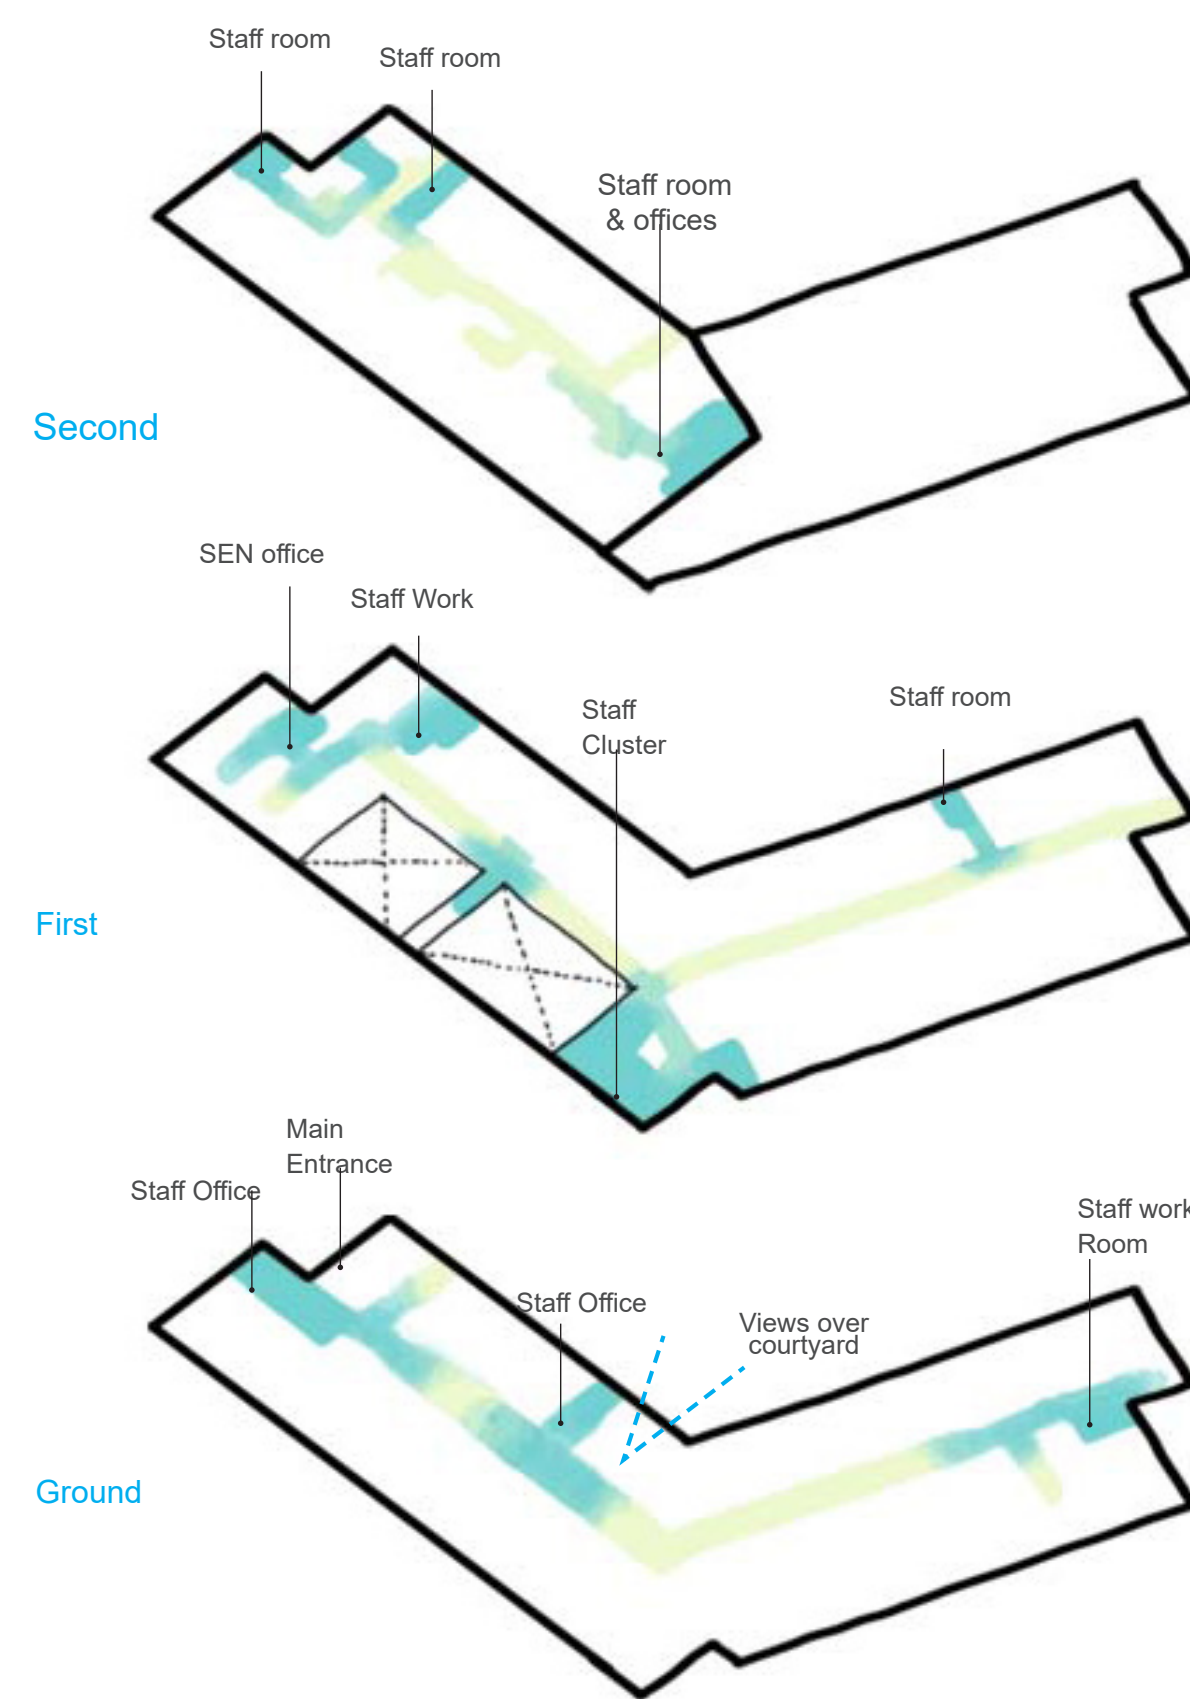 Staff room
Staff room
Staff room
& offices
Second
SEN office
Staff Work
Staff
Cluster
Staff room
First
Main
Entrance
Staff Office
Staff work
Room
Staff Office
Views over
courtyard
Ground